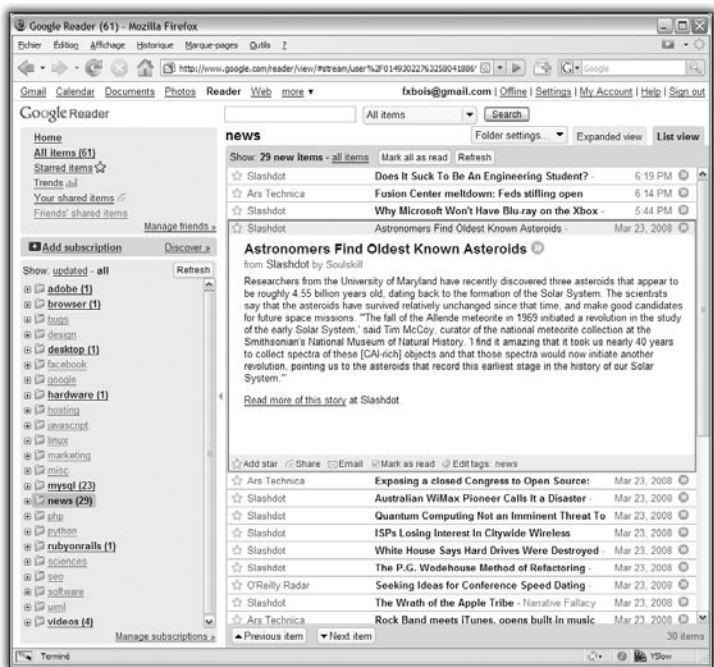 Google Reader (61) - Mozilla Firefox
Fichier Édition Affichage Historique Marque-pages Outils ?
http://www.google.com/reader/view/#stream/user%2F01493022763258041886
Google
Gmail Calendar Documents Photos Reader Web more ▼
fxbois@gmail.com | Offline | Settings | My Account | Help | Sign out
Google Reader
All items
Search
Home
All items (61)
Starred items
Trends
Your shared items
Friends' shared items
Manage friends »
Add subscription
Discover »
Show: updated - all
Refresh
adobe (1)
browser (1)
bugs
design
desktop (1)
facebook
google
hardware (1)
hosting
javascript
linux
marketing
misc
mysql (23)
news (29)
php
python
rubyonrails (1)
sciences
seo
software
uml
videos (4)
Manage subscriptions »
news
Folder settings...
Expanded view
List view
Show: 29 new items - all items
Mark all as read
Refresh
Slashdot Does It Suck To Be An Engineering Student? - 6:19 PM
Ars Technica Fusion Center meltdown: Feds stifling open 6:14 PM
Slashdot Why Microsoft Won't Have Blu-ray on the Xbox - 5:44 PM
Slashdot Astronomers Find Oldest Known Asteroids - Mar 23, 2008
Astronomers Find Oldest Known Asteroids
from Slashdot by Soulskill
Researchers from the University of Maryland have recently discovered three asteroids that appear to
be roughly 4.55 billion years old, dating back to the formation of the Solar System. The scientists
say that the asteroids have survived relatively unchanged since that time, and make good candidates
for future space missions. "'The fall of the Allende meteorite in 1969 initiated a revolution in the study
of the early Solar System,' said Tim McCoy, curator of the national meteorite collection at the
Smithsonian's National Museum of Natural History. 'I find it amazing that it took us nearly 40 years
to collect spectra of these [CAI-rich] objects and that those spectra would now initiate another
revolution, pointing us to the asteroids that record this earliest stage in the history of our Solar
System.'"
Read more of this story at Slashdot.
Add star Share Email Mark as read Edit tags: news
Ars Technica Exposing a closed Congress to Open Source: Mar 23, 2008
Slashdot Australian WiMax Pioneer Calls It a Disaster - Mar 23, 2008
Slashdot Quantum Computing Not an Imminent Threat To Mar 23, 2008
Slashdot ISPs Losing Interest In Citywide Wireless Mar 23, 2008
Slashdot White House Says Hard Drives Were Destroyed - Mar 23, 2008
Slashdot The P.G. Wodehouse Method of Refactoring - Mar 23, 2008
O'Reilly Radar Seeking Ideas for Conference Speed Dating - Mar 23, 2008
Slashdot The Wrath of the Apple Tribe - Narrative Fallacy Mar 23, 2008
Ars Technica Rock Band meets iTunes, opens built in music Mar 23, 2008
Previous item
Next item
30 items
Terminé
YSlow